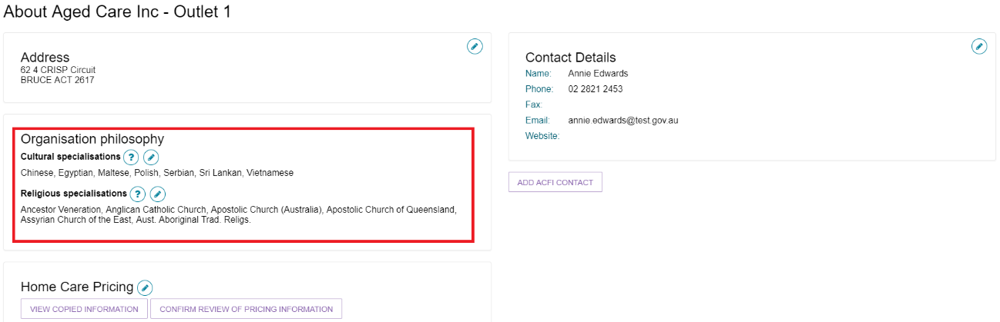 About Aged Care Inc - Outlet 1
Address
62 4 CRISP Circuit
BRUCE ACT 2617
Organisation philosophy
Cultural specialisations ?
Chinese, Egyptian, Maltese, Polish, Serbian, Sri Lankan, Vietnamese
Religious specialisations ?
Ancestor Veneration, Anglican Catholic Church, Apostolic Church (Australia), Apostolic Church of Queensland,
Assyrian Church of the East, Aust. Aboriginal Trad. Religs.
Home Care Pricing
VIEW COPIED INFORMATION CONFIRM REVIEW OF PRICING INFORMATION
Contact Details
Name: Annie Edwards
Phone: 02 2821 2453
Fax:
Email: annie.edwards@test.gov.au
Website:
ADD ACFI CONTACT